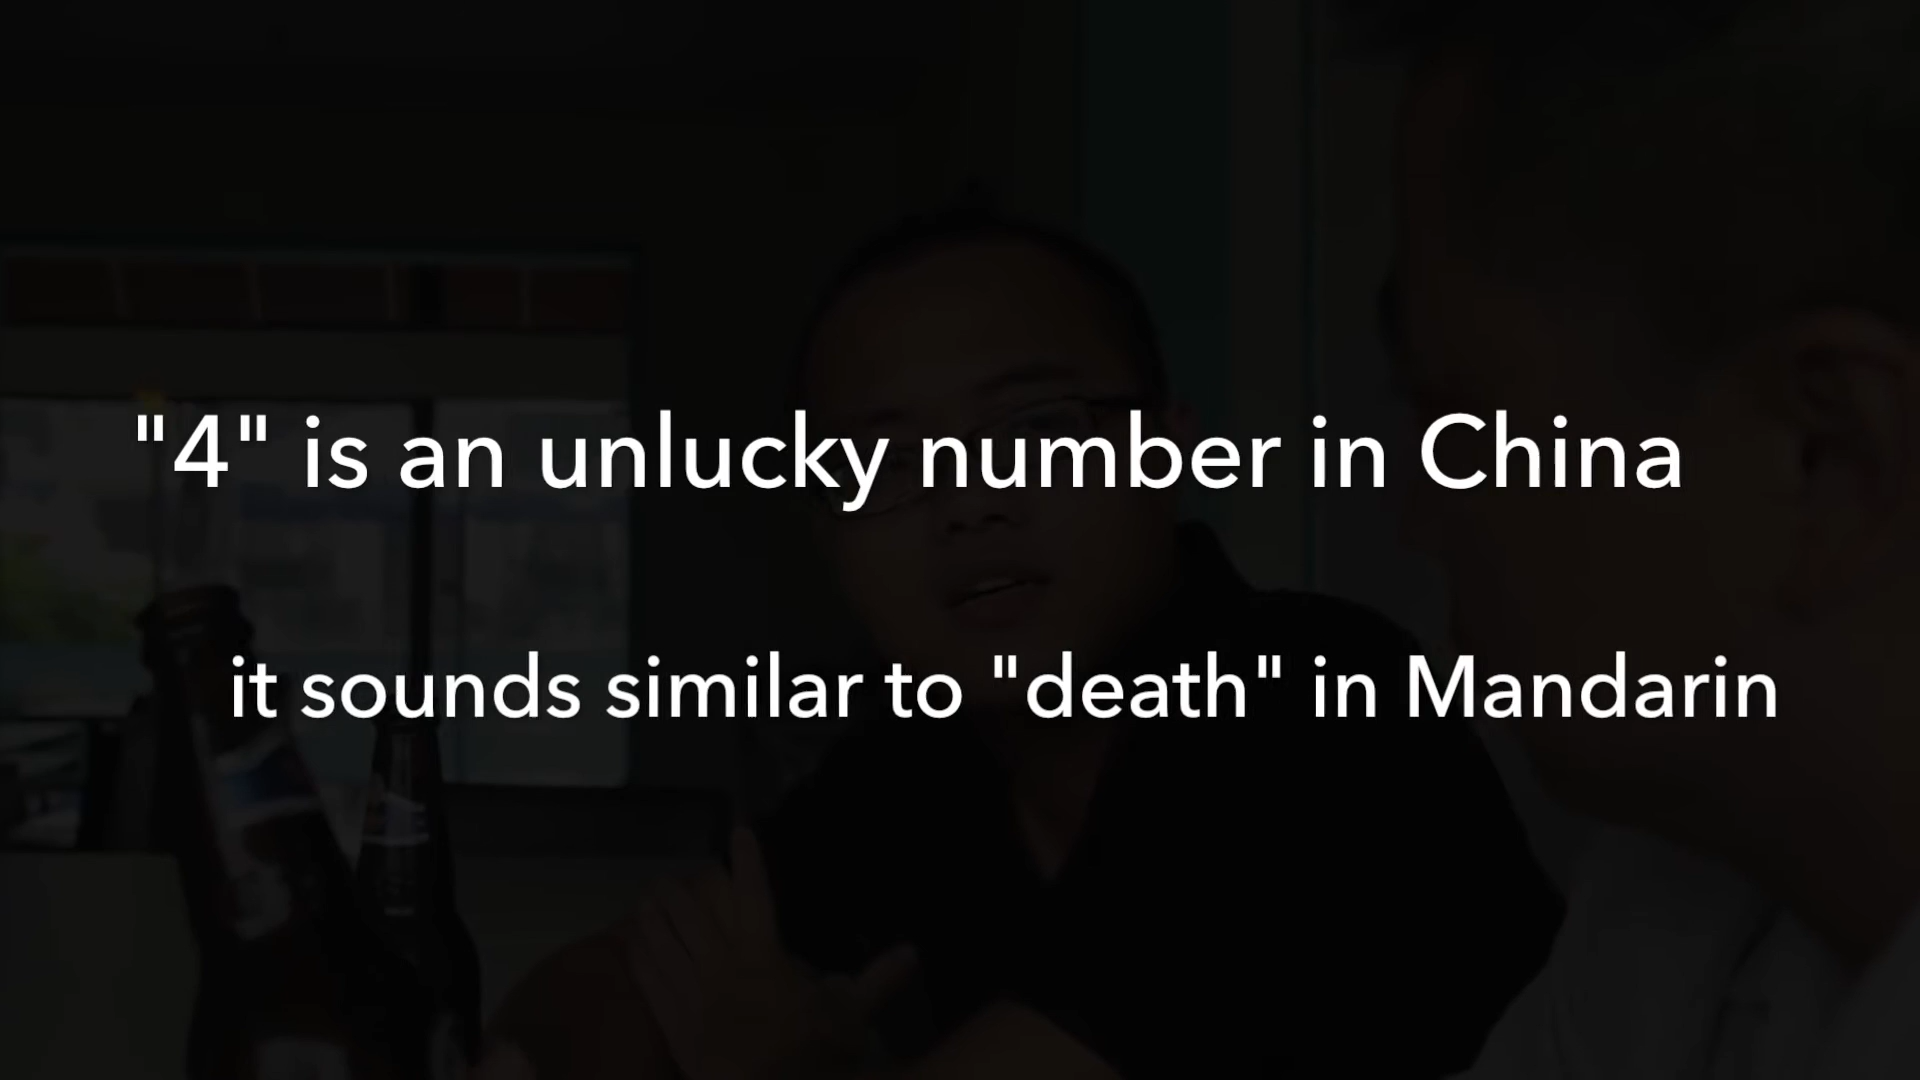 "4" is an unlucky number in China
it sounds similar to "death" in Mandarin